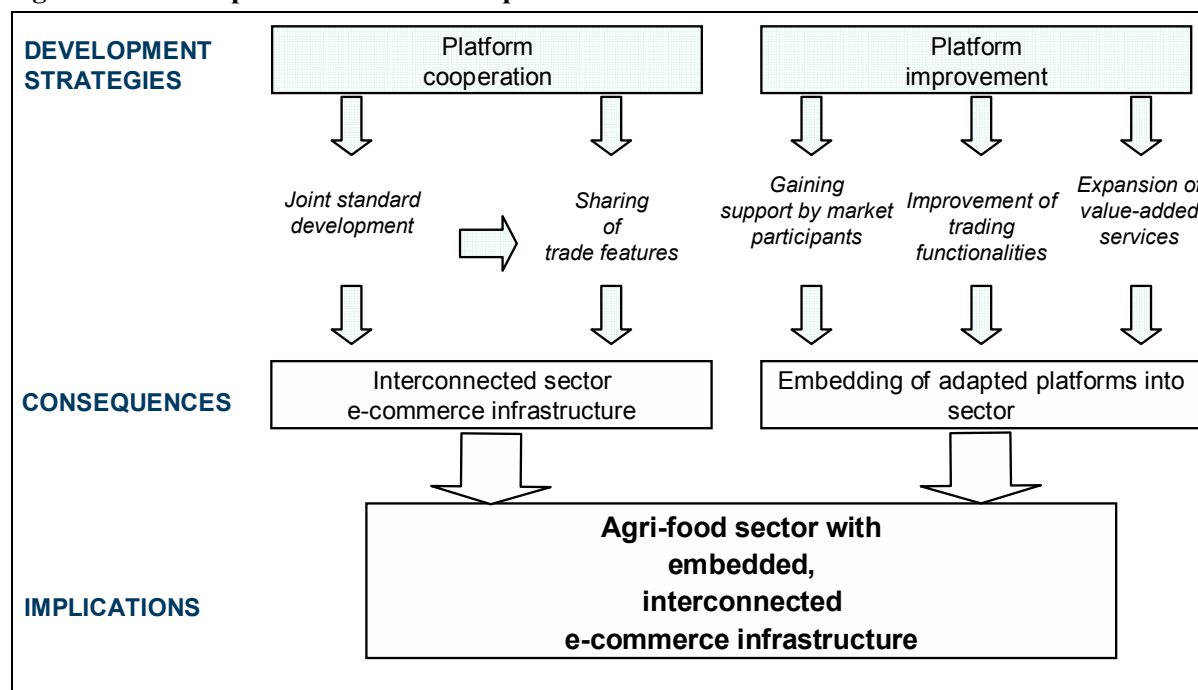 DEVELOPMENT
STRATEGIES
Platform
cooperation
Platform
improvement
Joint standard
development
Sharing
of
trade features
Gaining
support by market
participants
Improvement of
trading
functionalities
Expansion of
value-added
services
CONSEQUENCES
Interconnected sector
e-commerce infrastructure
Embedding of adapted platforms into
sector
IMPLICATIONS
Agri-food sector with
embedded,
interconnected
e-commerce infrastructure